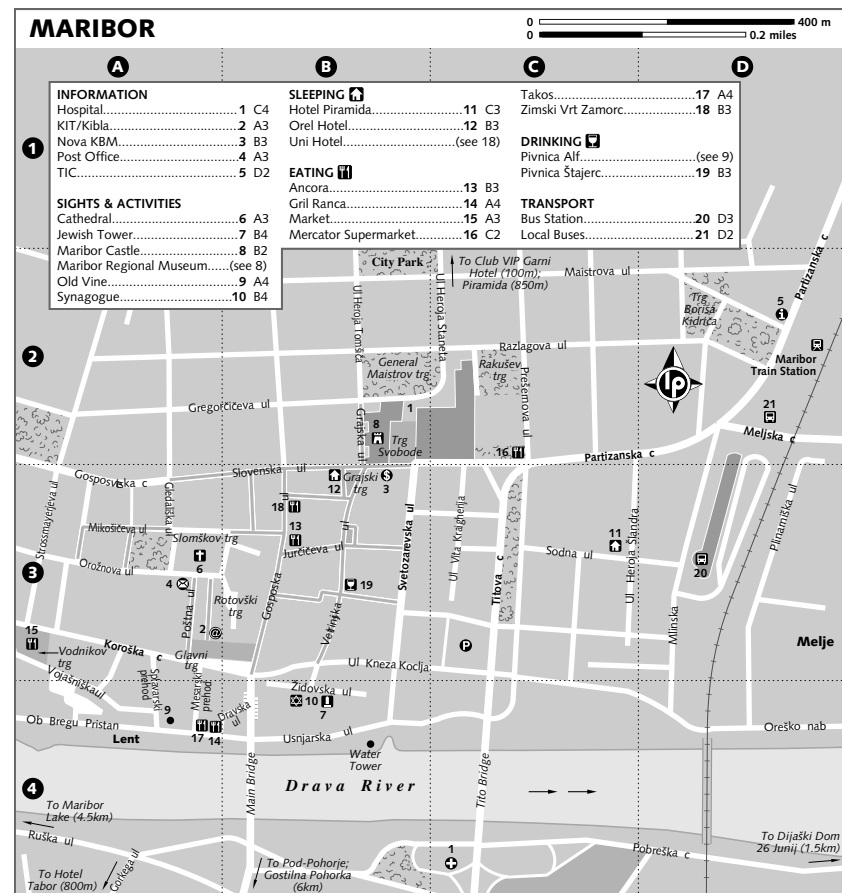 MARIBOR
0 400 m
0 0.2 miles
A B C D
INFORMATION
Hospital 1 C4
KIT/Kibla 2 A3
Nova KBM 3 B3
Post Office 4 A3
TIC 5 D2
SIGHTS & ACTIVITIES
Cathedral 6 A3
Jewish Tower 7 B4
Maribor Castle 8 B2
Maribor Regional Museum (see 8)
Old Vine 9 A4
Synagogue 10 B4
SLEEPING
Hotel Piramida 11 C3
Orel Hotel 12 B3
Uni Hotel (see 18)
EATING
Ancora 13 B3
Gril Ranca 14 A4
Market 15 A3
Mercator Supermarket 16 C2
Takos 17 A4
Zimski Vrt Zamorc 18 B3
DRINKING
Pivnica Alf (see 9)
Pivnica Štajerc 19 B3
TRANSPORT
Bus Station 20 D3
Local Buses 21 D2
1
City Park
To Club VIP Garni
Hotel (100m);
Piramida (850m)
Maistrova ul
Partizanska c
Ul Heroja Tomšča
Ul Heroja Staneta
Trg
Borisa
Kidriča
5
2
General
Maistrov trg
Razlagova ul
Rakušev
trg
Prešernova ul
lp
Maribor
Train Station
Gregorčičeva ul
1
8
Grajska ul
Trg
Svobode
21
Meljska c
16
Partizanska c
Gosposvetska c
Slovenska ul
12
Grajski
trg
3
Strossmayerjeva ul
Gledališka ul
18
13
Mikošičeva ul
Slomškov trg
Jurčičeva ul
Svetozarevska ul
Ul Vita Kraigherja
Titova c
Sodna ul
11
Ul Heroja Šlandra
Plinamiška ul
20
3
Orožnova ul
6
4
Poštna ul
Rotovški
trg
Gosposka ul
19
Vetrinjska ul
Mlinska
Melje
15
Vodnikov
trg
2
Koroška c
Glavni
trg
P
Ul Kneza Koclja
Vojašniškaul
Splavarski
prehod
Mesarski
prehod
Židovska ul
10
7
9
Dravska
ul
Ob Bregu Pristan
17
14
Lent
Usnjarska ul
Water
Tower
Oreško nab
Main Bridge
Drava River
Tito Bridge
4
To Maribor
Lake (4.5km)
Ruška ul
To Hotel
Tabor (800m)
Gorkega ul
To Pod-Pohorje;
Gostilna Pohorka
(6km)
1
Pobreška c
To Dijaški Dom
26 Junij (1.5km)